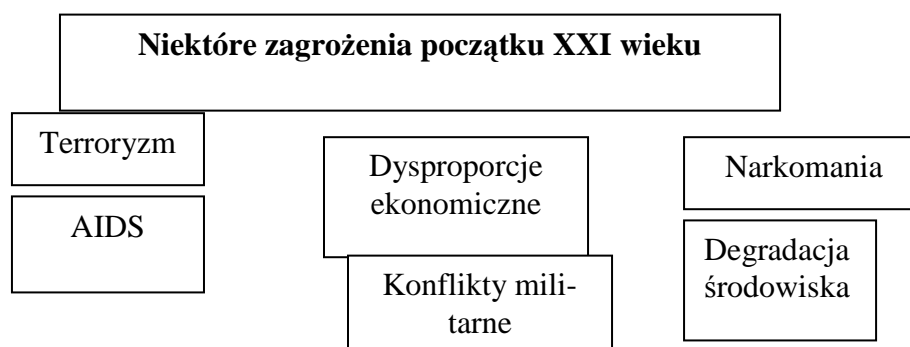 Niektóre zagrożenia początku XXI wieku
Terroryzm
AIDS
Dysproporcje
ekonomiczne
Konflikty mili-
tarne
Narkomania
Degradacja
środowiska